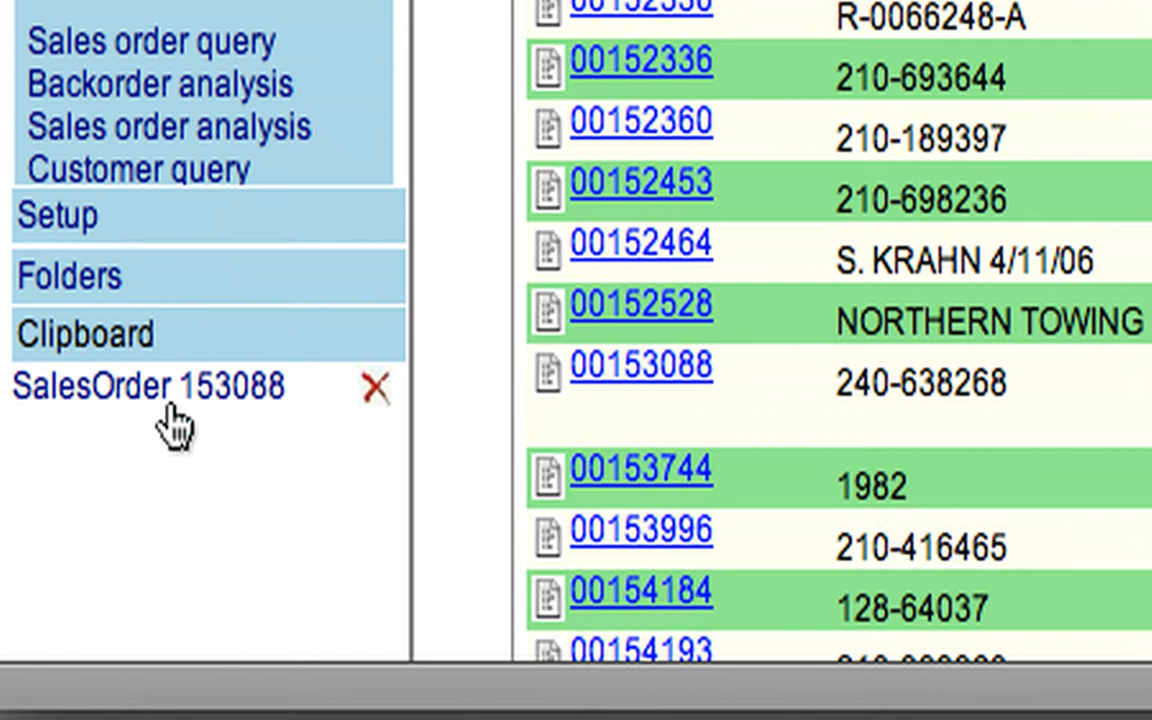 Sales order query
Backorder analysis
Sales order analysis
Customer query
Setup
Folders
Clipboard
SalesOrder 153088
R-0066248-A
00152336 210-693644
00152360 210-189397
00152453 210-698236
00152464 S. KRAHN 4/11/06
00152528 NORTHERN TOWING
00153088 240-638268
00153744 1982
00153996 210-416465
00154184 128-64037
00154193